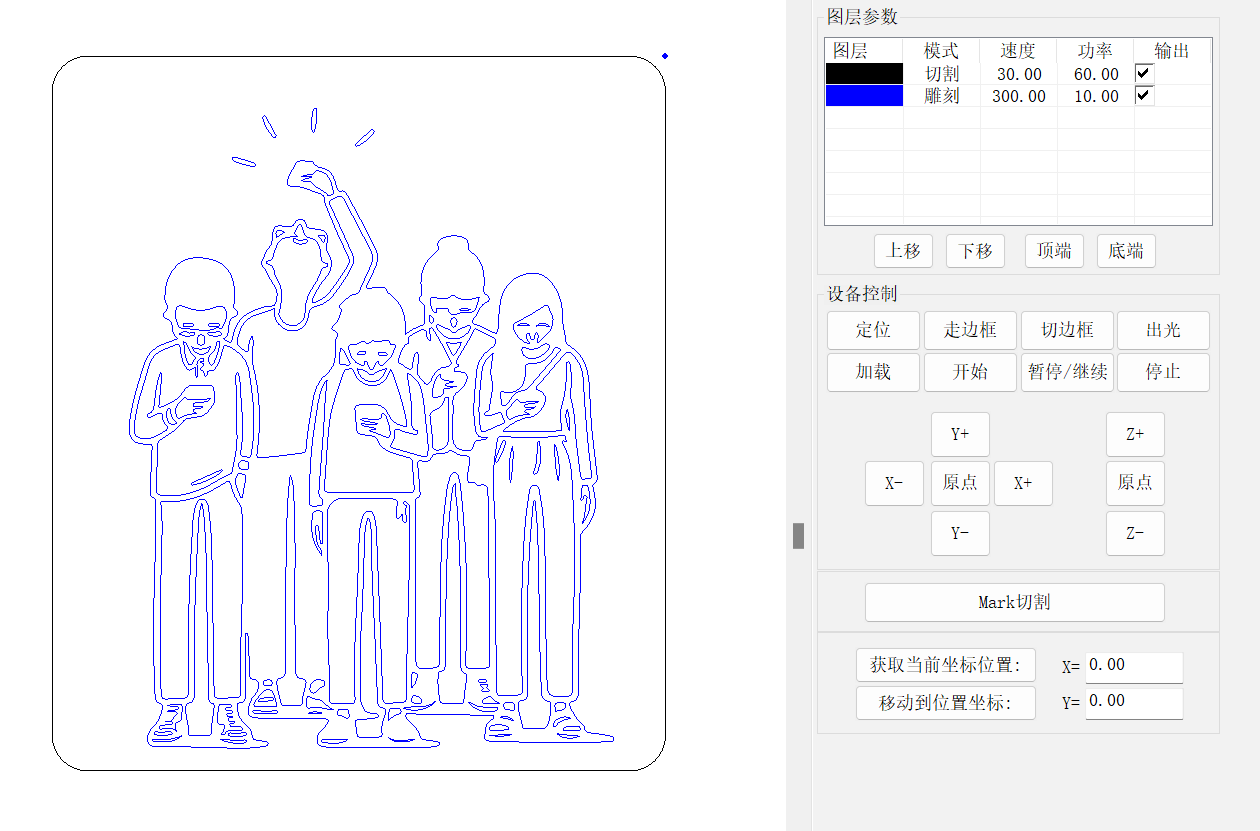 图层参数
图层 模式 速度 功率 输出
切割 30.00 60.00
雕刻 300.00 10.00
上移 下移 顶端 底端
设备控制
定位 走边框 切边框 出光
加载 开始 暂停/继续 停止
Y+ Z+
X- 原点 X+ 原点
Y- Z-
Mark切割
获取当前坐标位置: X= 0.00
移动到位置坐标: Y= 0.00